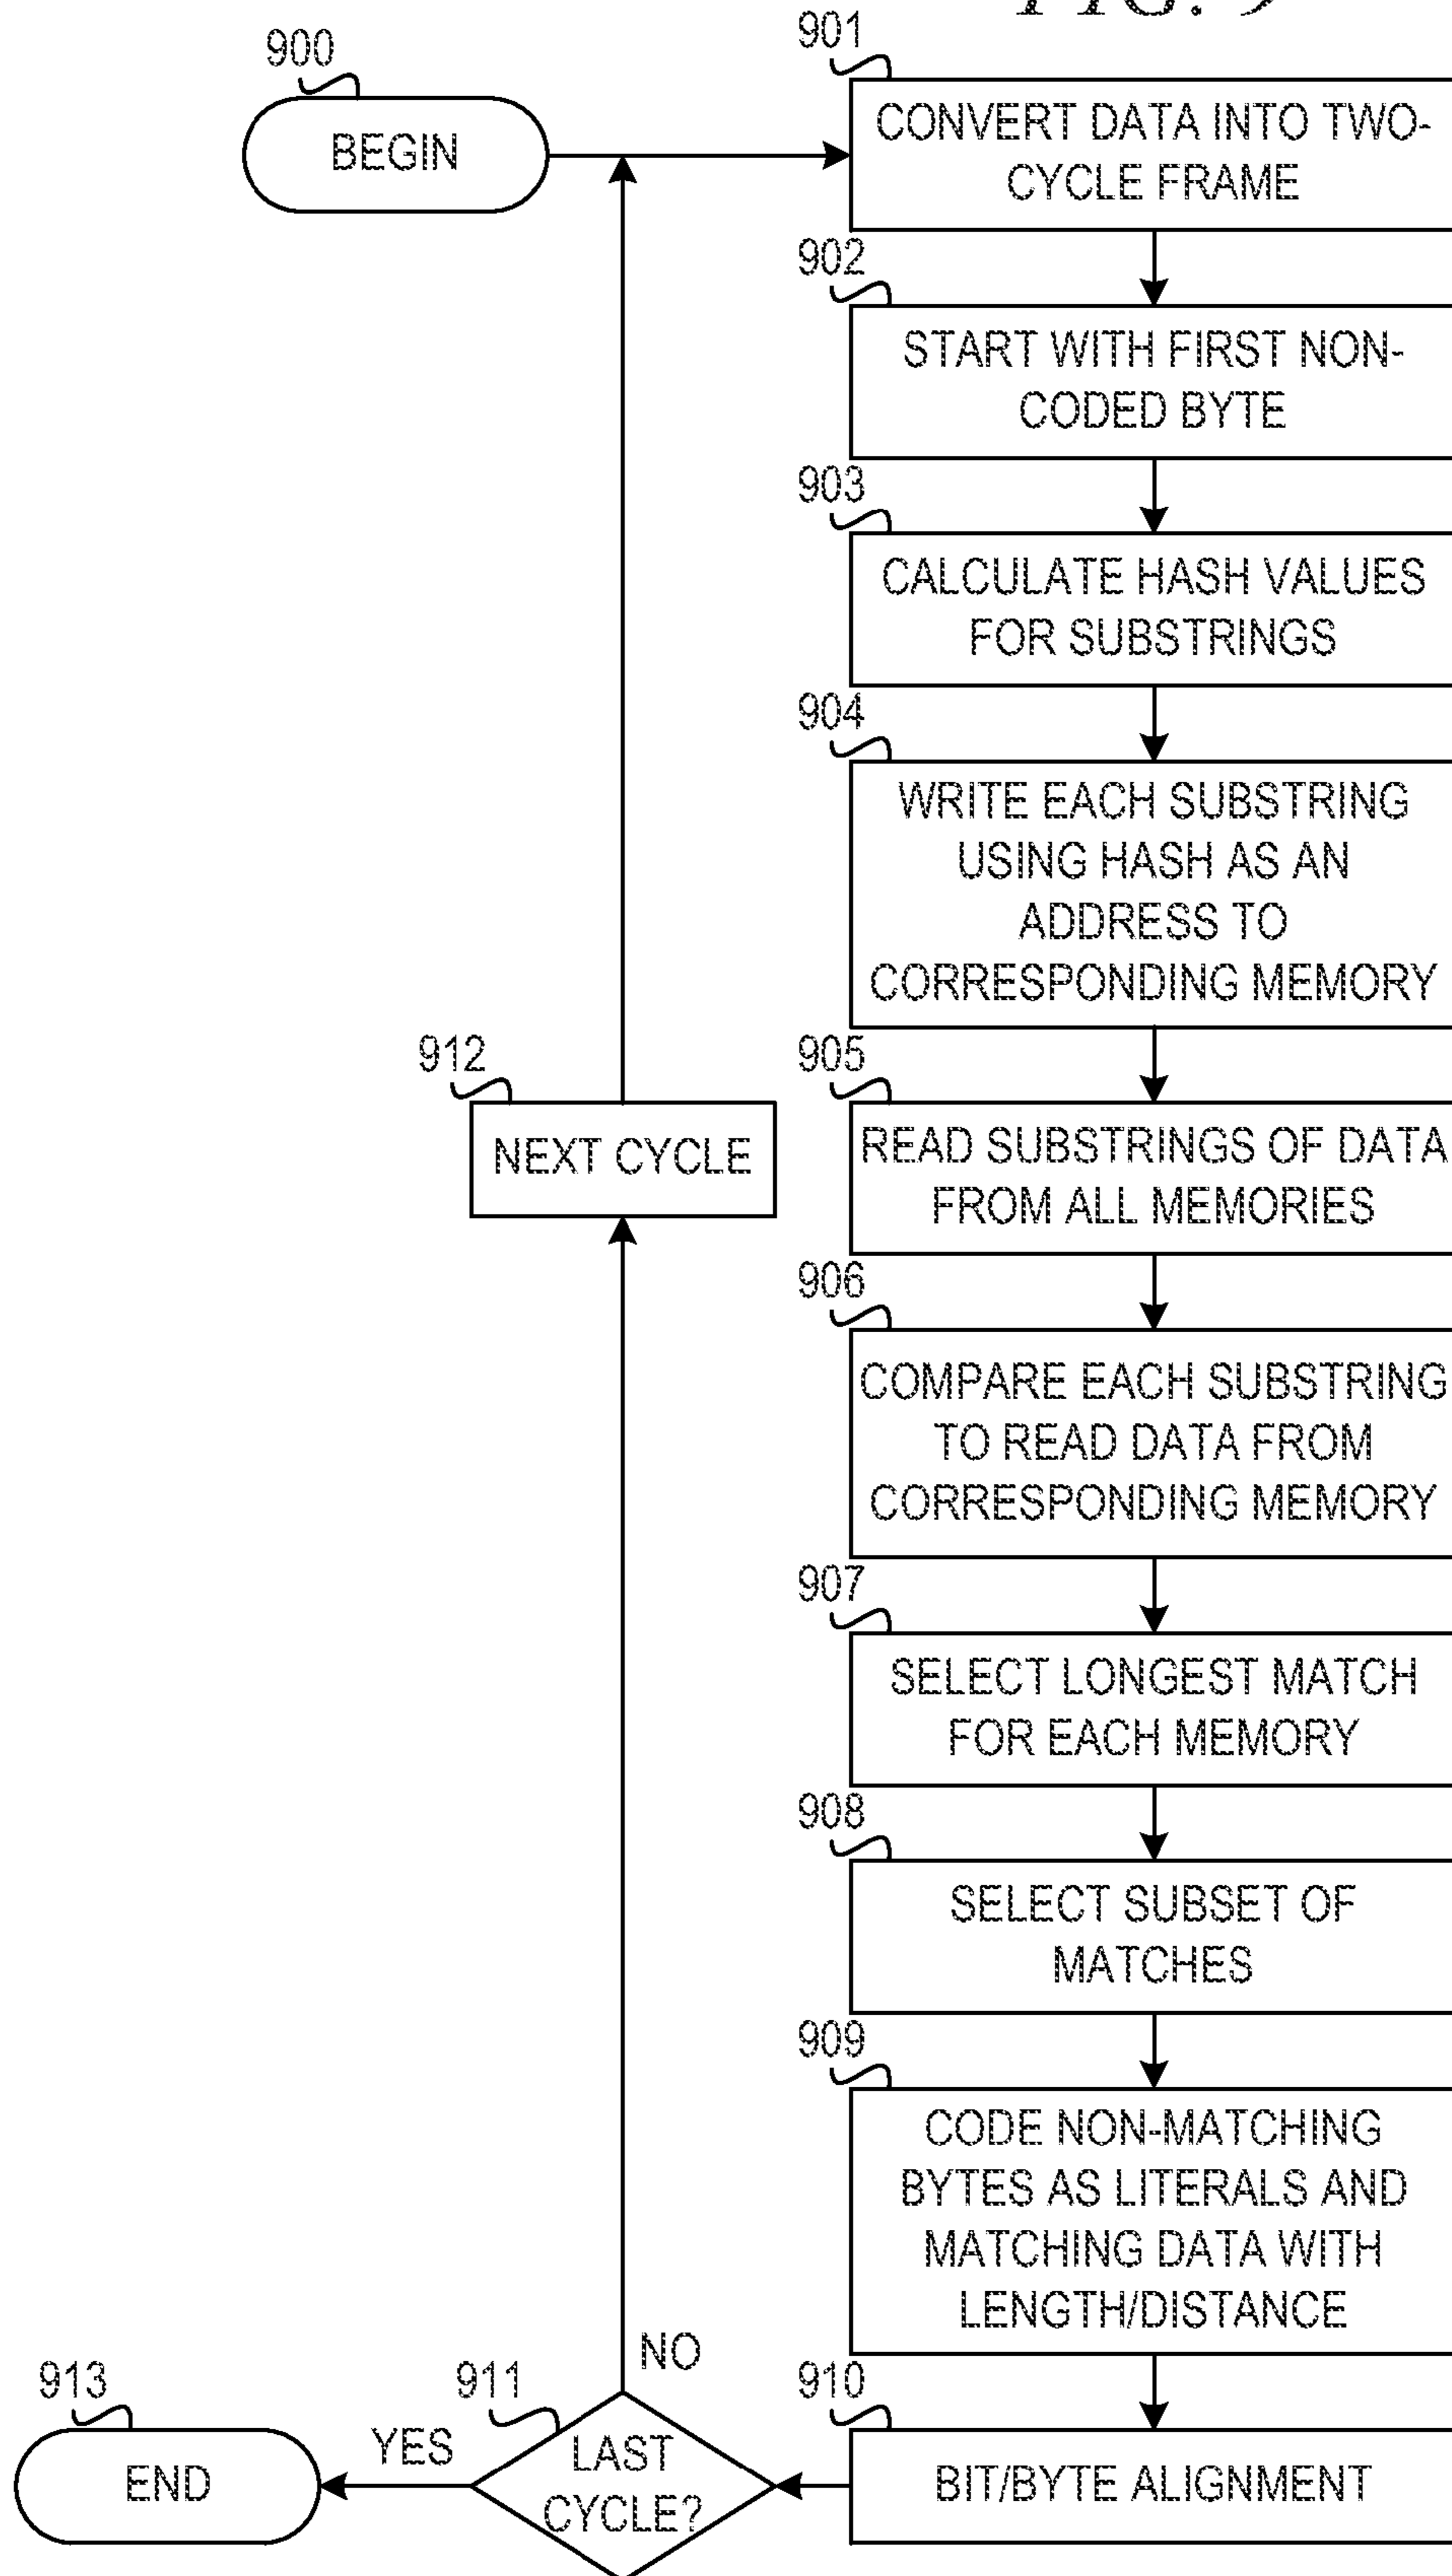 FIG. 9
900
BEGIN
901
CONVERT DATA INTO TWO-
CYCLE FRAME
902
START WITH FIRST NON-
CODED BYTE
903
CALCULATE HASH VALUES
FOR SUBSTRINGS
904
WRITE EACH SUBSTRING
USING HASH AS AN
ADDRESS TO
CORRESPONDING MEMORY
905
READ SUBSTRINGS OF DATA
FROM ALL MEMORIES
906
COMPARE EACH SUBSTRING
TO READ DATA FROM
CORRESPONDING MEMORY
907
SELECT LONGEST MATCH
FOR EACH MEMORY
908
SELECT SUBSET OF
MATCHES
909
CODE NON-MATCHING
BYTES AS LITERALS AND
MATCHING DATA WITH
LENGTH/DISTANCE
910
BIT/BYTE ALIGNMENT
911
LAST
CYCLE?
NO
912
NEXT CYCLE
YES
913
END